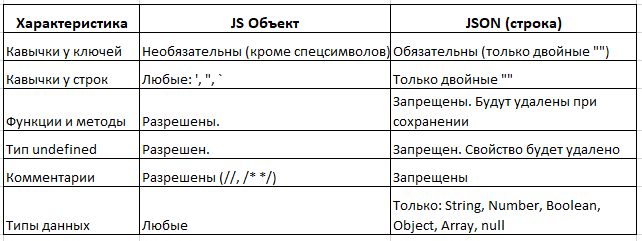 Характеристика JS Объект JSON (строка)
Кавычки у ключей Необязательны (кроме спецсимволов) Обязательны (только двойные "")
Кавычки у строк Любые: ', ", ` Только двойные ""
Функции и методы Разрешены. Запрещены. Будут удалены при
сохранении
Тип undefined Разрешен. Запрещен. Свойство будет удалено
Комментарии Разрешены (//, /* */) Запрещены
Типы данных Любые Только: String, Number, Boolean,
Object, Array, null